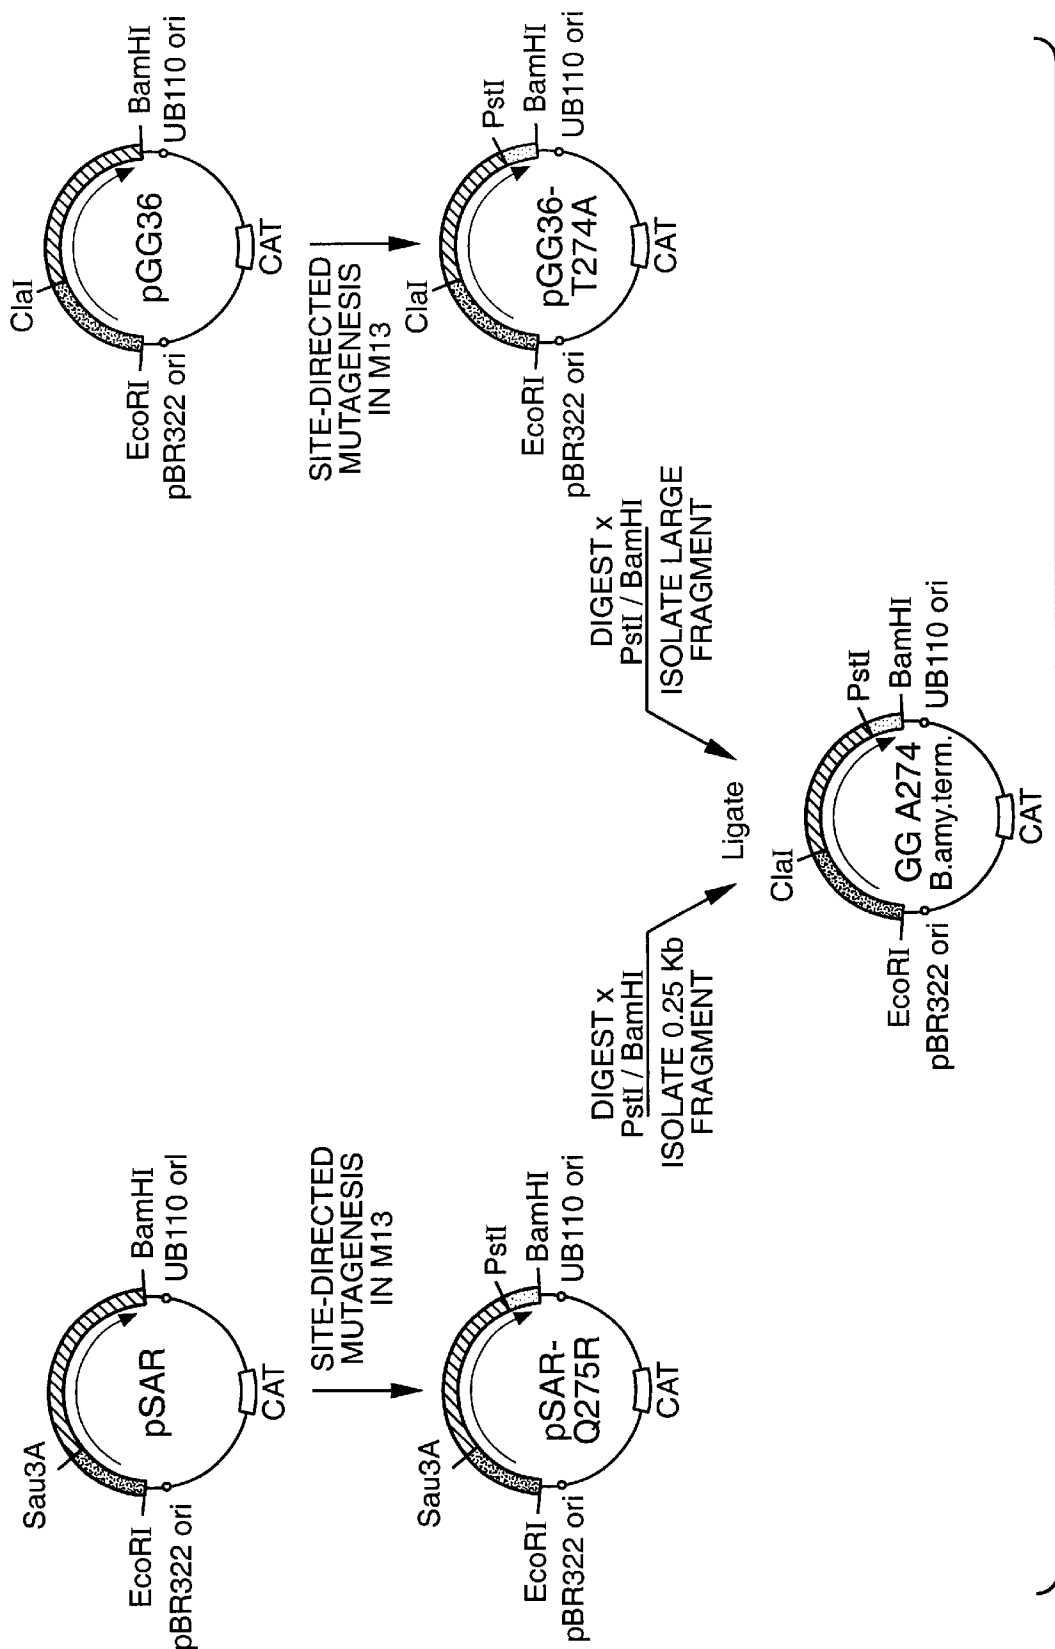 Sau3A
EcoRI
BamHI
pBR322 ori
UB110 orI
pSAR
CAT
SITE-DIRECTED
MUTAGENESIS
IN M13
Sau3A
PstI
EcoRI
BamHI
pBR322 ori
UB110 ori
pSAR-
Q275R
CAT
DIGEST x
PstI / BamHI
ISOLATE 0.25 Kb
FRAGMENT
ClaI
EcoRI
BamHI
pBR322 ori
UB110 ori
pGG36
CAT
SITE-DIRECTED
MUTAGENESIS
IN M13
ClaI
PstI
EcoRI
BamHI
pBR322 ori
UB110 ori
pGG36-
T274A
CAT
DIGEST x
PstI / BamHI
ISOLATE LARGE
FRAGMENT
Ligate
ClaI
PstI
EcoRI
BamHI
pBR322 ori
UB110 ori
GG A274
B.amy.term.
CAT